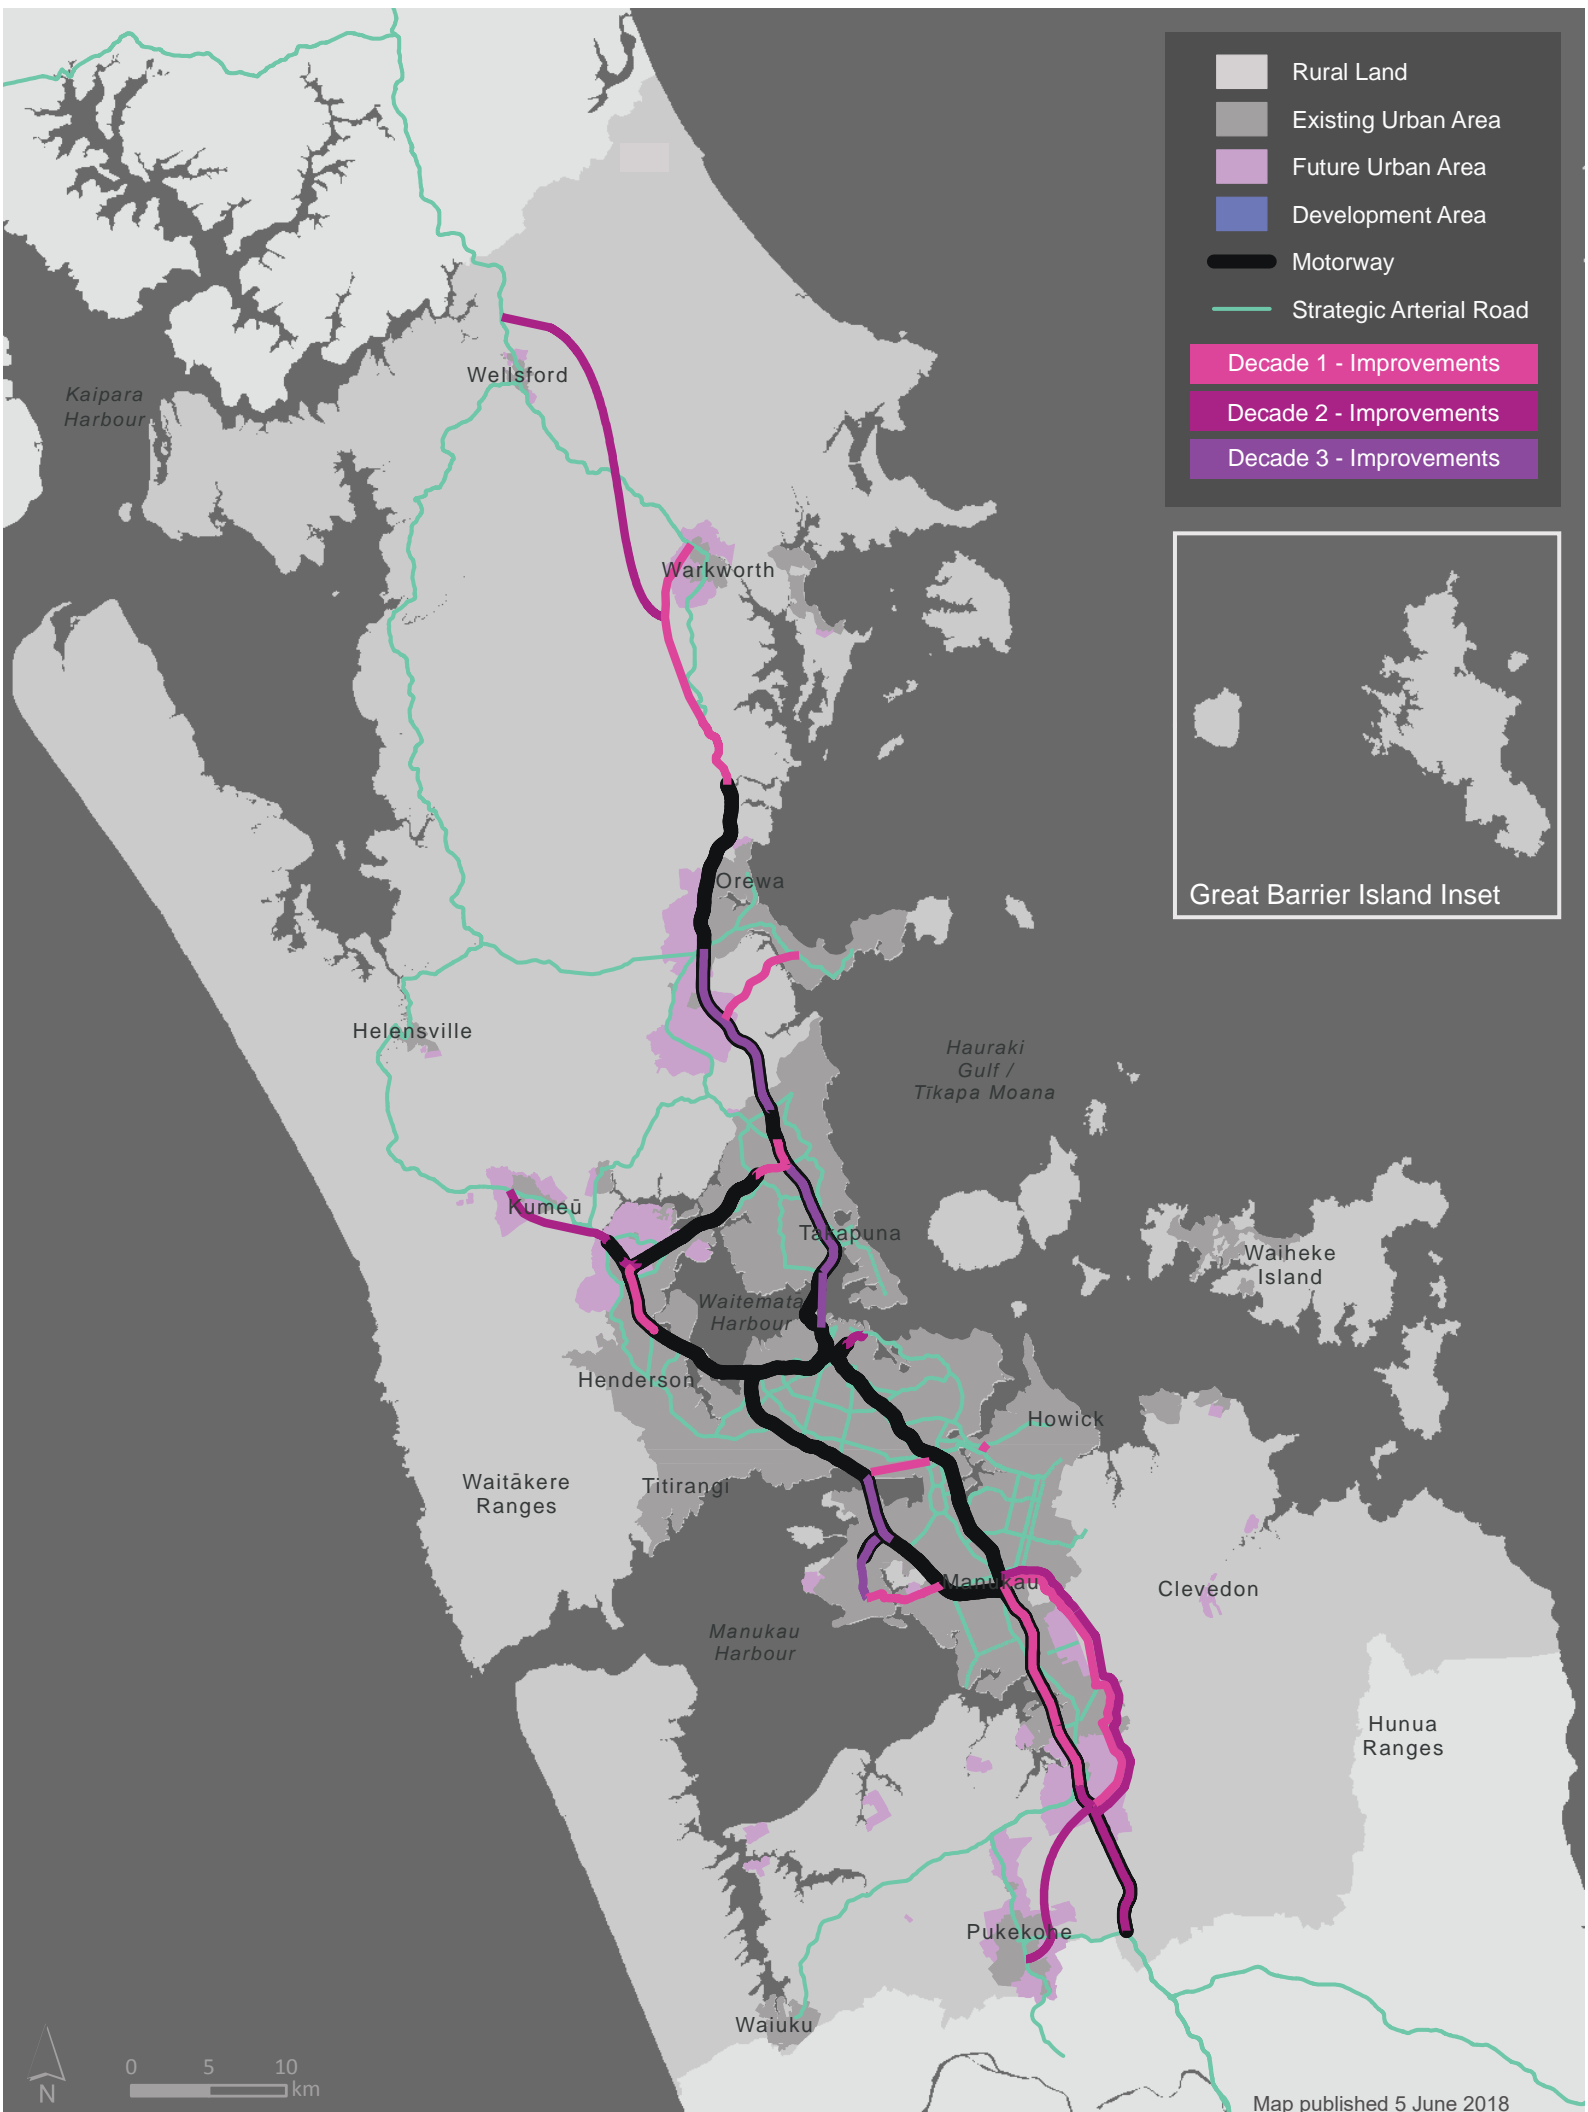 Rural Land
Existing Urban Area
Future Urban Area
Development Area
Motorway
Strategic Arterial Road
Decade 1 - Improvements
Decade 2 - Improvements
Decade 3 - Improvements
Great Barrier Island Inset
Wellsford
Kaipara
Harbour
Warkworth
Orewa
Helensville
Hauraki
Gulf /
Tīkapa Moana
Kumeū
Takapuna
Waiheke
Island
Waitemata
Harbour
Henderson
Howick
Waitākere
Ranges
Titirangi
Manukau
Clevedon
Manukau
Harbour
Hunua
Ranges
Pukekohe
Waiuku
N
0 5 10
km
Map published 5 June 2018